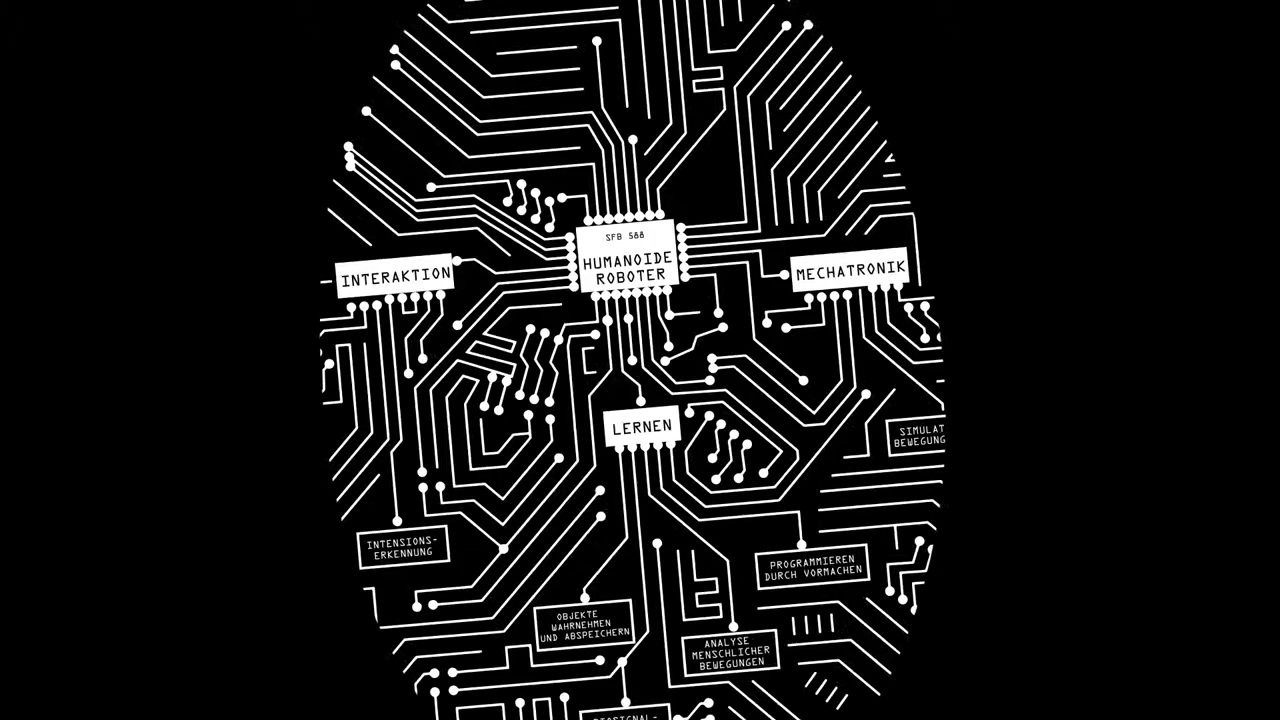 SFB 588
HUMANOIDE
ROBOTER
INTERAKTION
MECHATRONIK
LERNEN
SIMULAT
BEWEGUNG
INTENSIONS-
ERKENNUNG
PROGRAMMIEREN
DURCH VORMACHEN
OBJEKTE
WAHRNEHMEN
UND ABSPEICHERN
ANALYSE
MENSCHLICHER
BEWEGUNGEN
BIOSIGNAL-